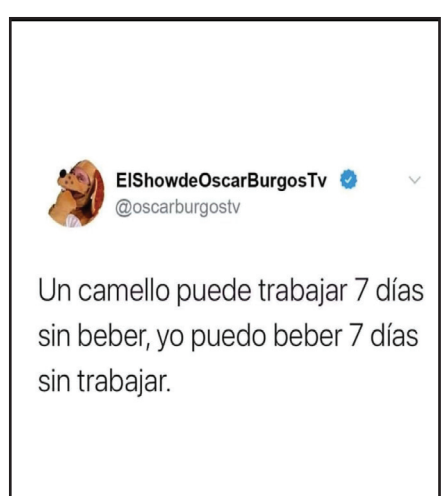 ElShowdeOscarBurgosTv
@oscarburgostv
Un camello puede trabajar 7 días
sin beber, yo puedo beber 7 días
sin trabajar.